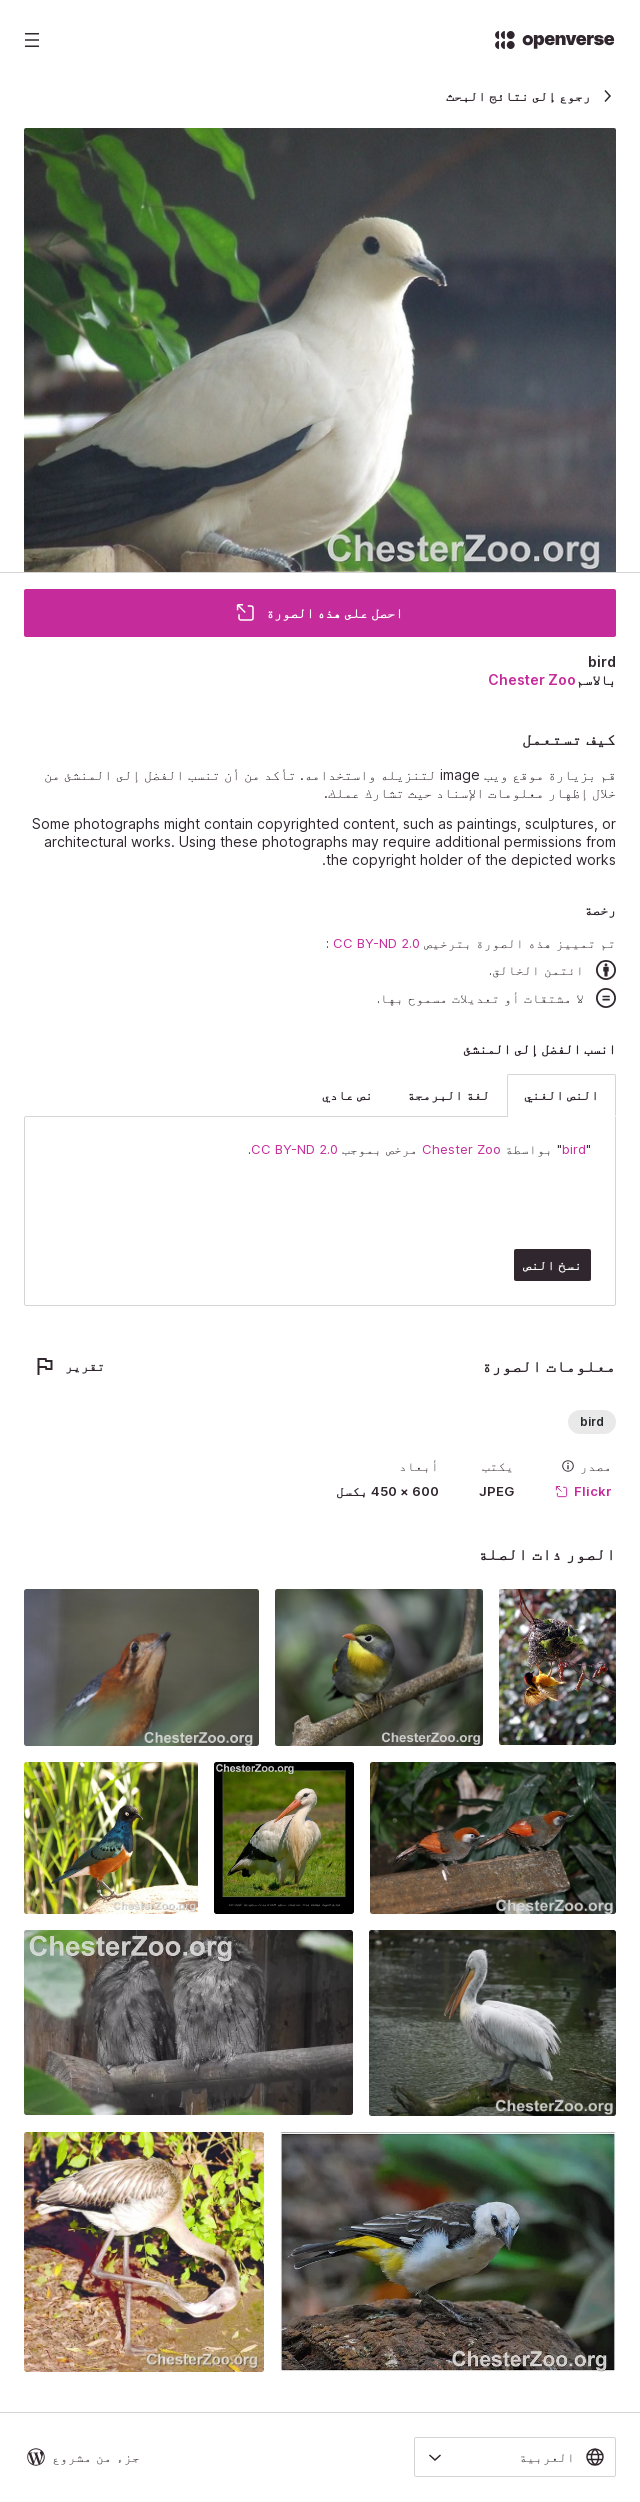 openverse
رجوع إلى نتائج البحث
ChesterZoo.org
احصل على هذه الصورة
bird
بالاسم Chester Zoo
كيف تستعمل
قم بزيارة موقع ويب image لتنزيله واستخدامه. تأكد من أن تنسب الفضل إلى المنشئ من
خلال إظهار معلومات الإسناد حيث تشارك عملك.
Some photographs might contain copyrighted content, such as paintings, sculptures, or
architectural works. Using these photographs may require additional permissions from
the copyright holder of the depicted works.
رخصة
تم تمييز هذه الصورة بترخيص CC BY-ND 2.0 :
ائتمن الخالق.
لا مشتقات أو تعديلات مسموح بها.
انسب الفضل إلى المنشئ
النص الغني لغة البرمجة نص عادي
"bird" بواسطة Chester Zoo مرخص بموجب CC BY-ND 2.0.
نسخ النص
معلومات الصورة
تقرير
bird
مصدر يكتب أبعاد
Flickr JPEG 600 × 450 بكسل
الصور ذات الصلة
ChesterZoo.org
ChesterZoo.org
ChesterZoo.org
ChesterZoo.org
ChesterZoo.org
ChesterZoo.org
ChesterZoo.org
ChesterZoo.org
ChesterZoo.org
العربية
جزء من مشروع